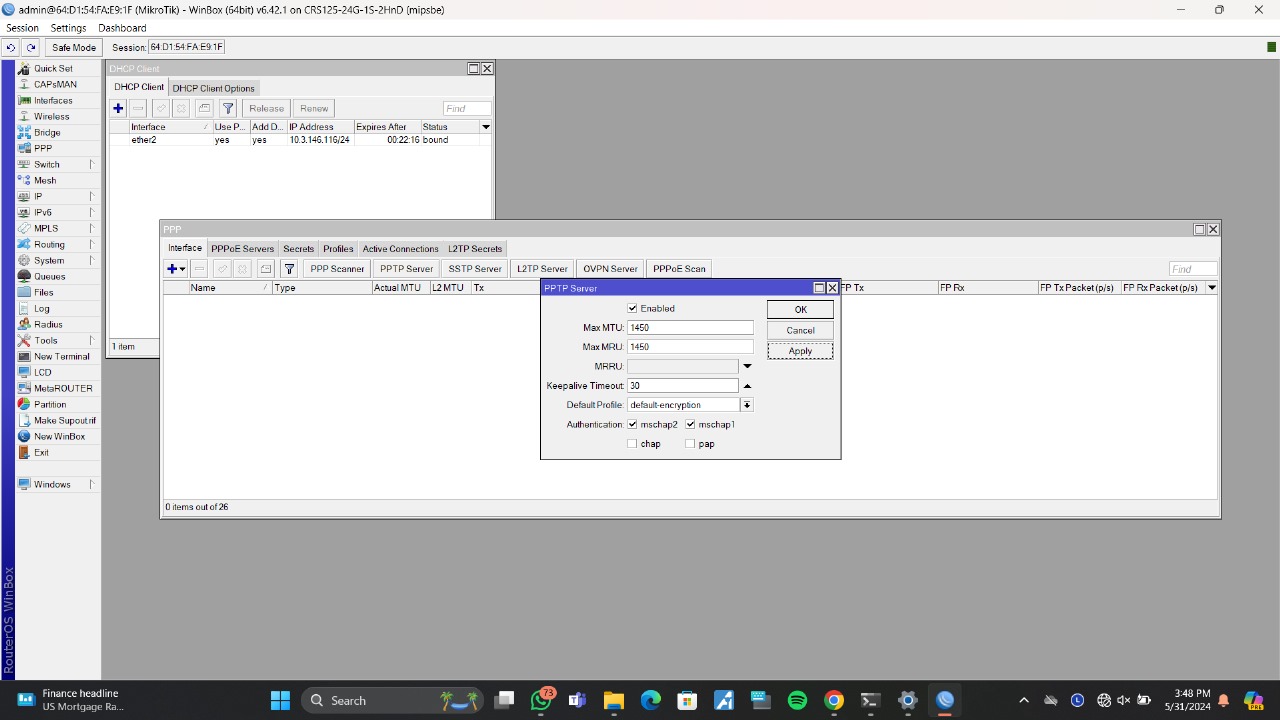 admin@64:D1:54:FA:E9:1F (MikroTik) - WinBox (64bit) v6.42.1 on CRS125-24G-1S-2HnD (mipsbe)
Session Settings Dashboard
Safe Mode Session: 64:D1:54:FA:E9:1F
Quick Set
CAPsMAN
Interfaces
Wireless
Bridge
PPP
Switch
Mesh
IP
IPv6
MPLS
Routing
System
Queues
Files
Log
Radius
Tools
New Terminal
LCD
MetaROUTER
Partition
Make Supout.rif
New WinBox
Exit
Windows
RouterOS WinBox
DHCP Client
DHCP Client DHCP Client Options
Release Renew Find
Interface Use P... Add D... IP Address Expires After Status
ether2 yes yes 10.3.146.116/24 00:22:16 bound
1 item
PPP
Interface PPPoE Servers Secrets Profiles Active Connections L2TP Secrets
PPP Scanner PPTP Server SSTP Server L2TP Server OVPN Server PPPoE Scan Find
Name Type Actual MTU L2 MTU Tx FP Tx FP Rx FP Tx Packet (p/s) FP Rx Packet (p/s)
0 items out of 26
PPTP Server
Enabled
Max MTU: 1450
Max MRU: 1450
MRRU:
Keepalive Timeout: 30
Default Profile: default-encryption
Authentication: mschap2 mschap1
chap pap
OK
Cancel
Apply
Finance headline
US Mortgage Ra...
Search
73
3:48 PM
5/31/2024
PRE